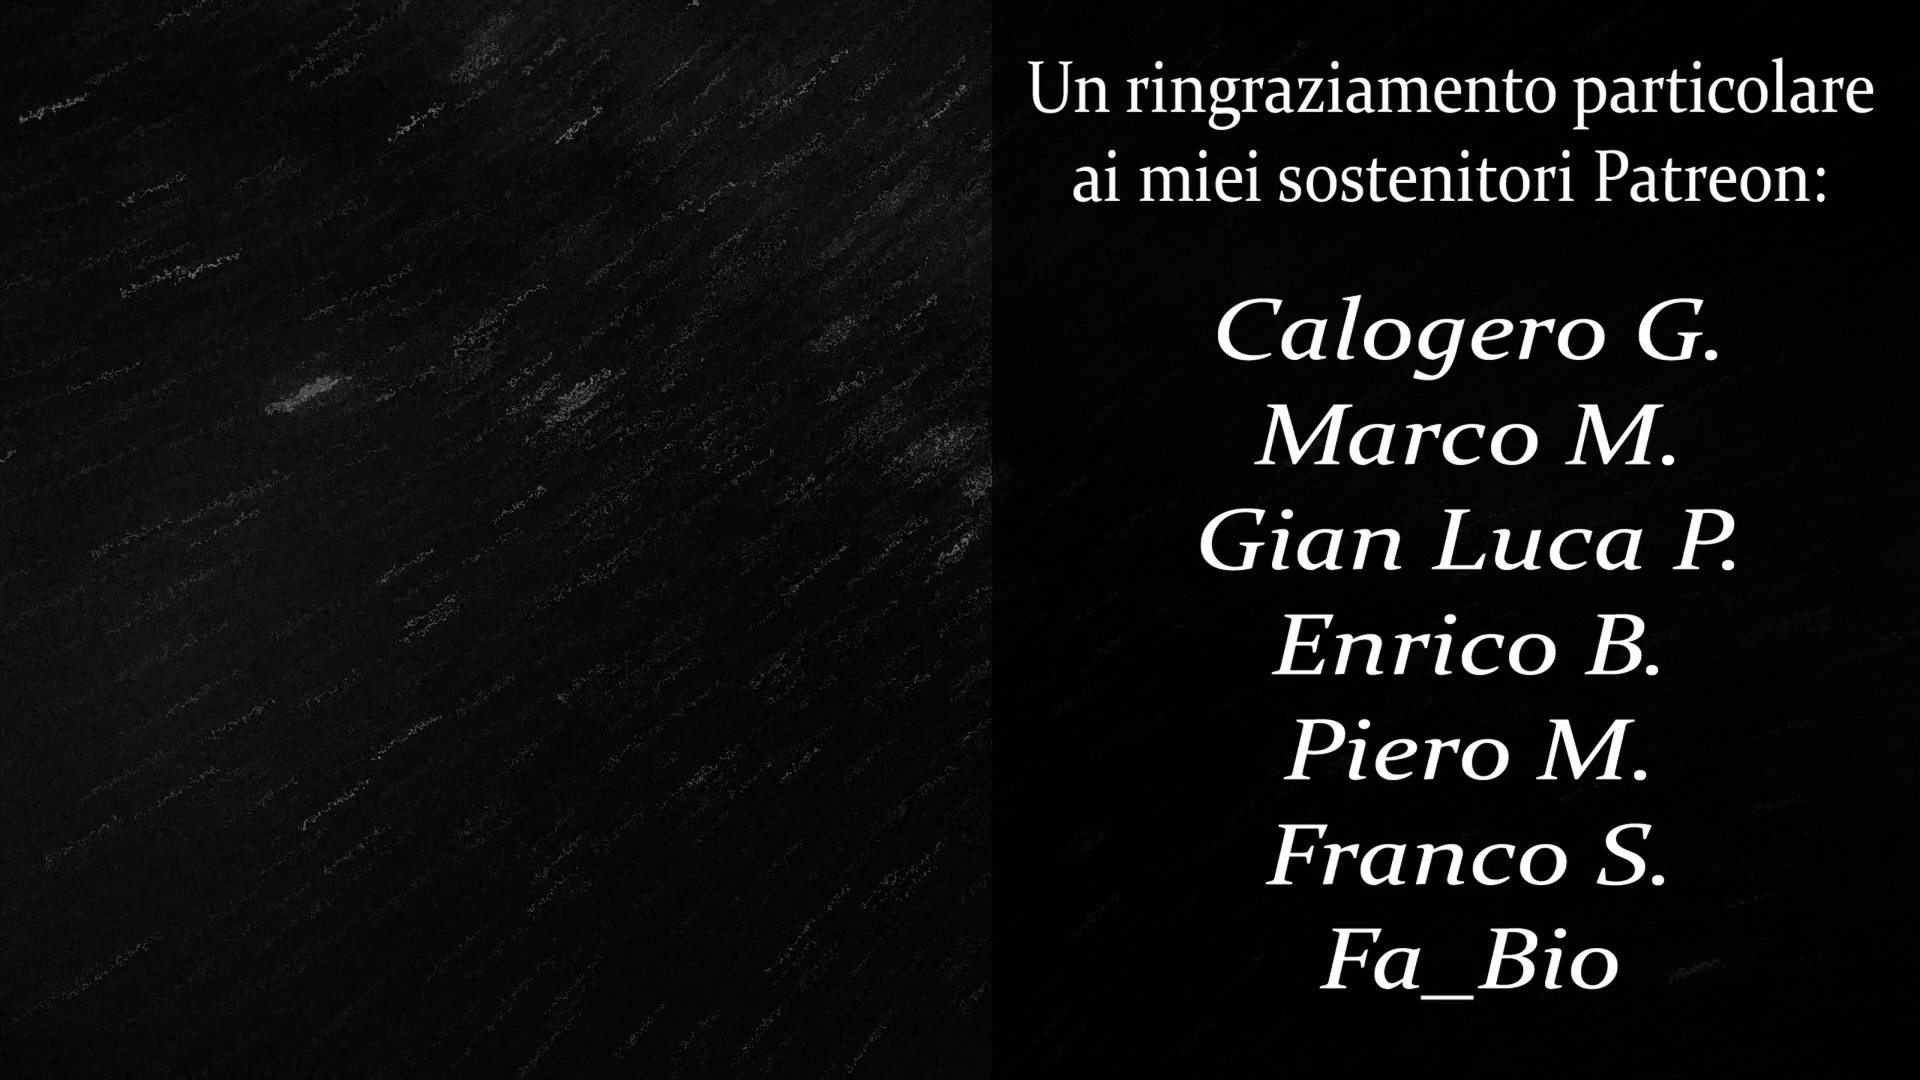 Un ringraziamento particolare
ai miei sostenitori Patreon:
Calogero G.
Marco M.
Gian Luca P.
Enrico B.
Piero M.
Franco S.
Fa_Bio